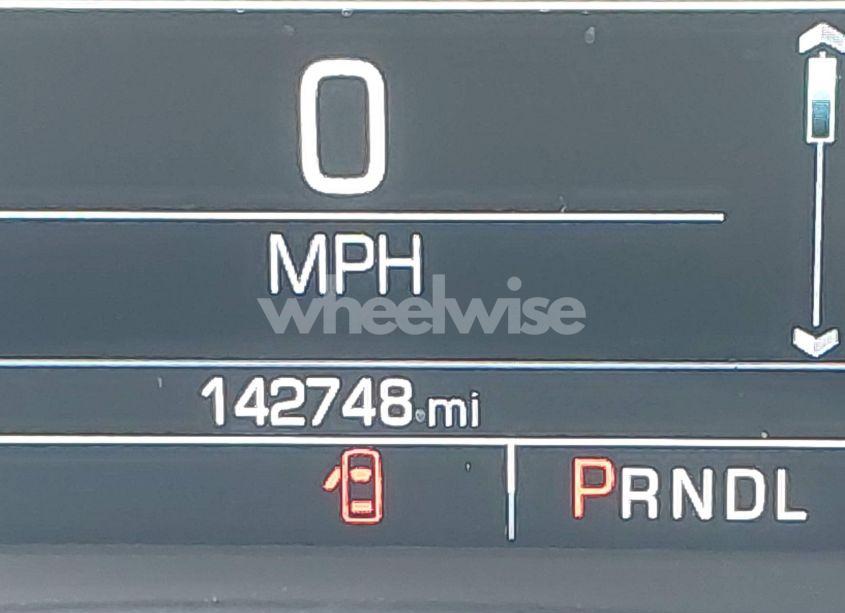 0
MPH
wheelwise
142748 mi
PRNDL